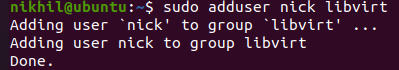 nikhil@ubuntu:~$ sudo adduser nick libvirt
Adding user `nick' to group `libvirt' ...
Adding user nick to group libvirt
Done.